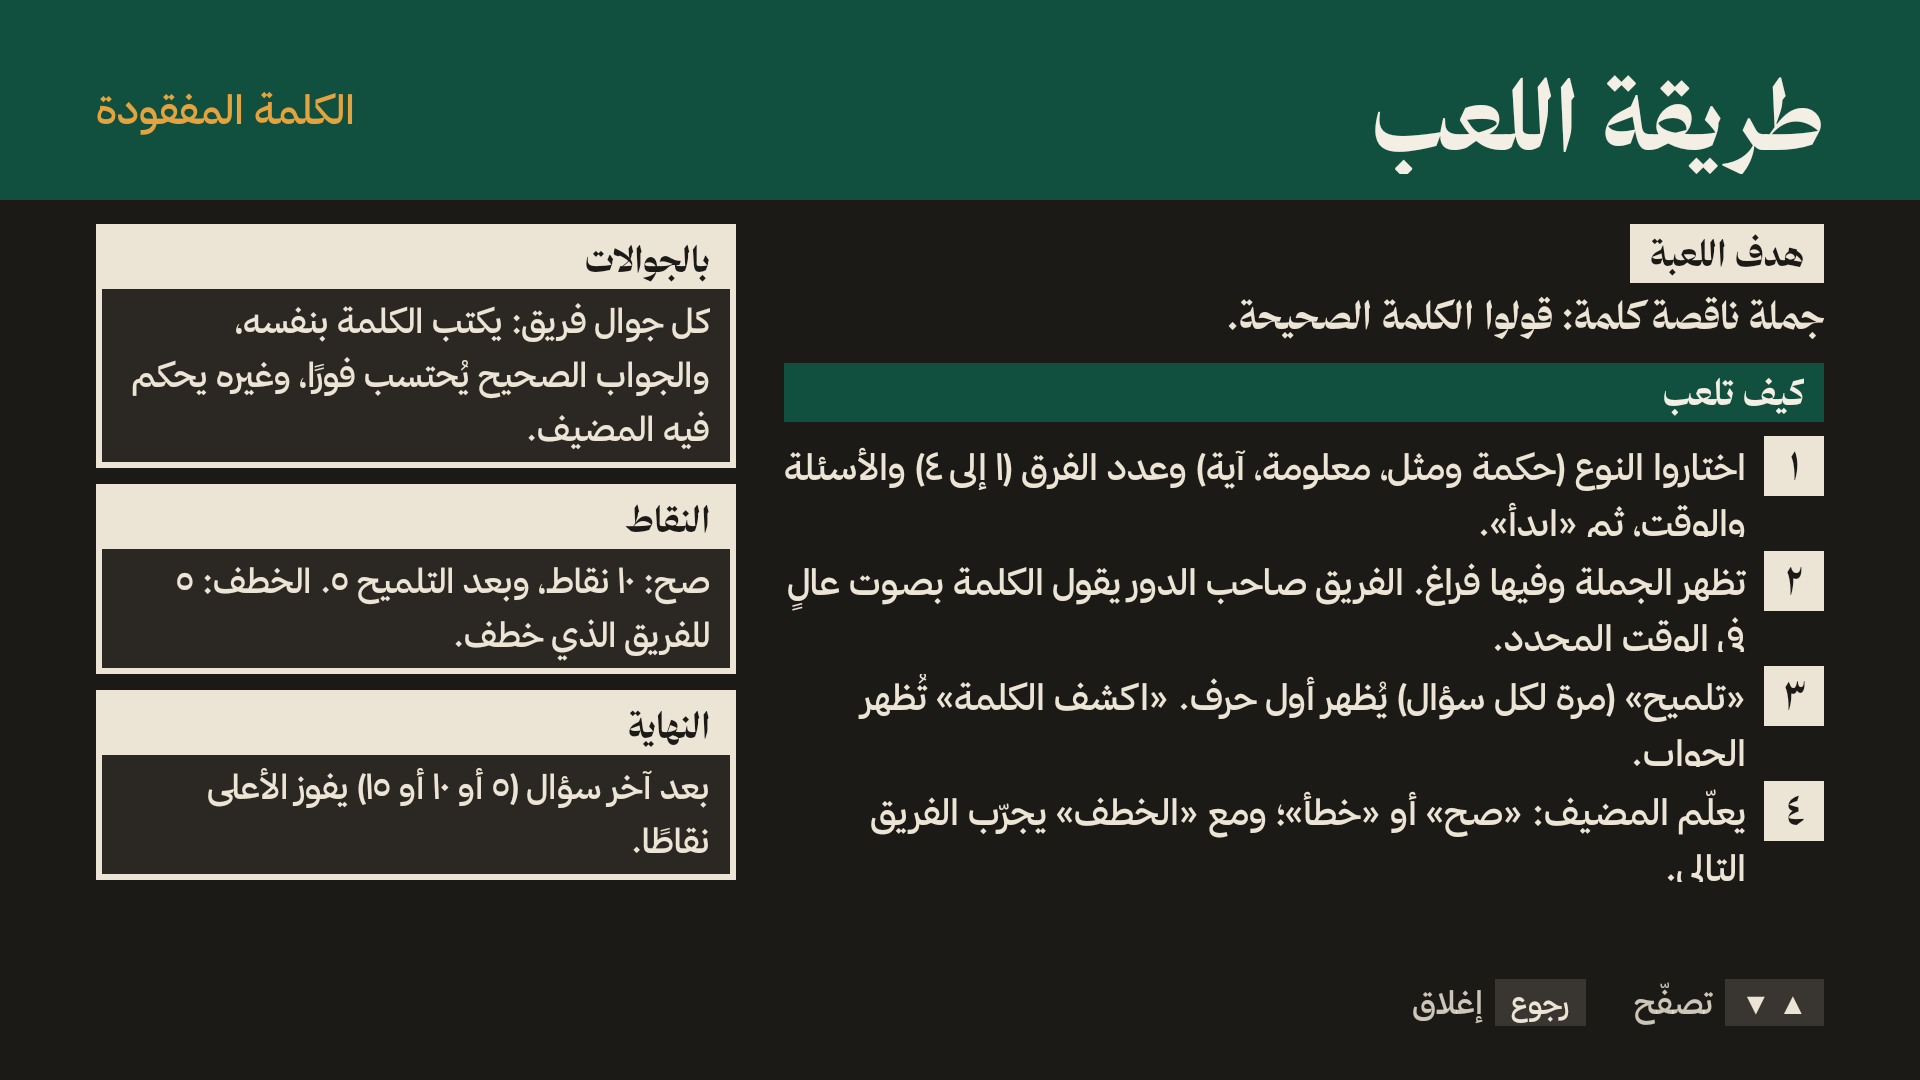 طريقة اللعب
الكلمة المفقودة
هدف اللعبة
جملة ناقصة كلمة: قولوا الكلمة الصحيحة.
كيف تلعب
١
اختاروا النوع (حكمة ومثل، معلومة، آية) وعدد الفرق (١ إلى ٤) والأسئلة
والوقت، ثم «ابدأ».
٢
تظهر الجملة وفيها فراغ. الفريق صاحب الدور يقول الكلمة بصوت عالٍ
في الوقت المحدد.
٣
«تلميح» (مرة لكل سؤال) يُظهر أول حرف. «اكشف الكلمة» تُظهر
الجواب.
٤
يعلّم المضيف: «صح» أو «خطأ»؛ ومع «الخطف» يجرّب الفريق
التالي.
بالجوالات
كل جوال فريق: يكتب الكلمة بنفسه،
والجواب الصحيح يُحتسب فورًا، وغيره يحكم
فيه المضيف.
النقاط
صح: ١٠ نقاط، وبعد التلميح ٥. الخطف: ٥
للفريق الذي خطف.
النهاية
بعد آخر سؤال (٥ أو ١٠ أو ١٥) يفوز الأعلى
نقاطًا.
▲ ▼ تصفّح
رجوع إغلاق